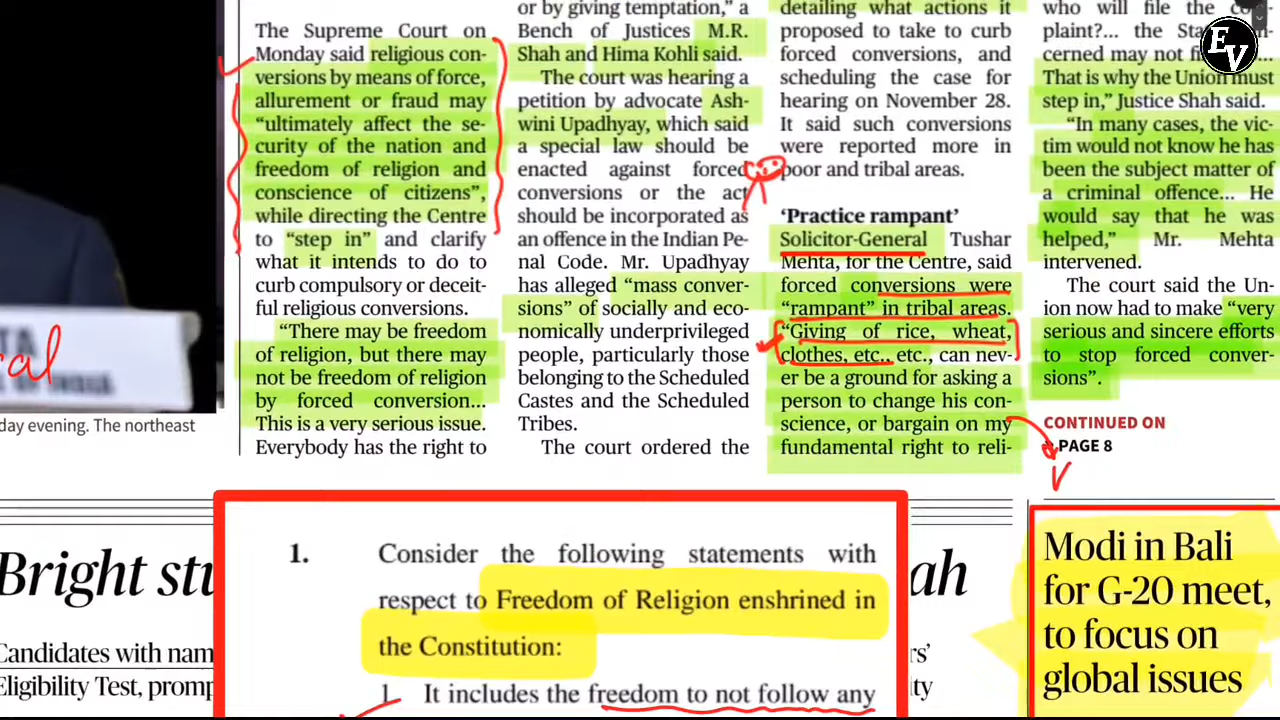 EV
The Supreme Court on
Monday said religious con-
versions by means of force,
allurement or fraud may
“ultimately affect the se-
curity of the nation and
freedom of religion and
conscience of citizens”,
while directing the Centre
to “step in” and clarify
what it intends to do to
curb compulsory or deceit-
ful religious conversions.
“There may be freedom
of religion, but there may
not be freedom of religion
by forced conversion...
This is a very serious issue.
Everybody has the right to
or by giving temptation,” a
Bench of Justices M.R.
Shah and Hima Kohli said.
The court was hearing a
petition by advocate Ash-
wini Upadhyay, which said
a special law should be
enacted against forced
conversions or the act
should be incorporated as
an offence in the Indian Pe-
nal Code. Mr. Upadhyay
has alleged “mass conver-
sions” of socially and eco-
nomically underprivileged
people, particularly those
belonging to the Scheduled
Castes and the Scheduled
Tribes.
The court ordered the
detailing what actions it
proposed to take to curb
forced conversions, and
scheduling the case for
hearing on November 28.
It said such conversions
were reported more in
poor and tribal areas.
‘Practice rampant’
Solicitor-General Tushar
Mehta, for the Centre, said
forced conversions were
“rampant” in tribal areas.
“Giving of rice, wheat,
clothes, etc., etc., can nev-
er be a ground for asking a
person to change his con-
science, or bargain on my
fundamental right to reli-
who will file the com-
plaint?... the Sta
cerned may not fi
That is why the Union must
step in,” Justice Shah said.
“In many cases, the vic-
tim would not know he has
been the subject matter of
a criminal offence... He
would say that he was
helped,” Mr. Mehta
intervened.
The court said the Un-
ion now had to make “very
serious and sincere efforts
to stop forced conver-
sions”.
CONTINUED ON
» PAGE 8
TA
al
day evening. The northeast
Bright stu
ah
Candidates with nam
rs’
Eligibility Test, promp
ity
1. Consider the following statements with
respect to Freedom of Religion enshrined in
the Constitution:
1. It includes the freedom to not follow any
Modi in Bali
for G-20 meet,
to focus on
global issues